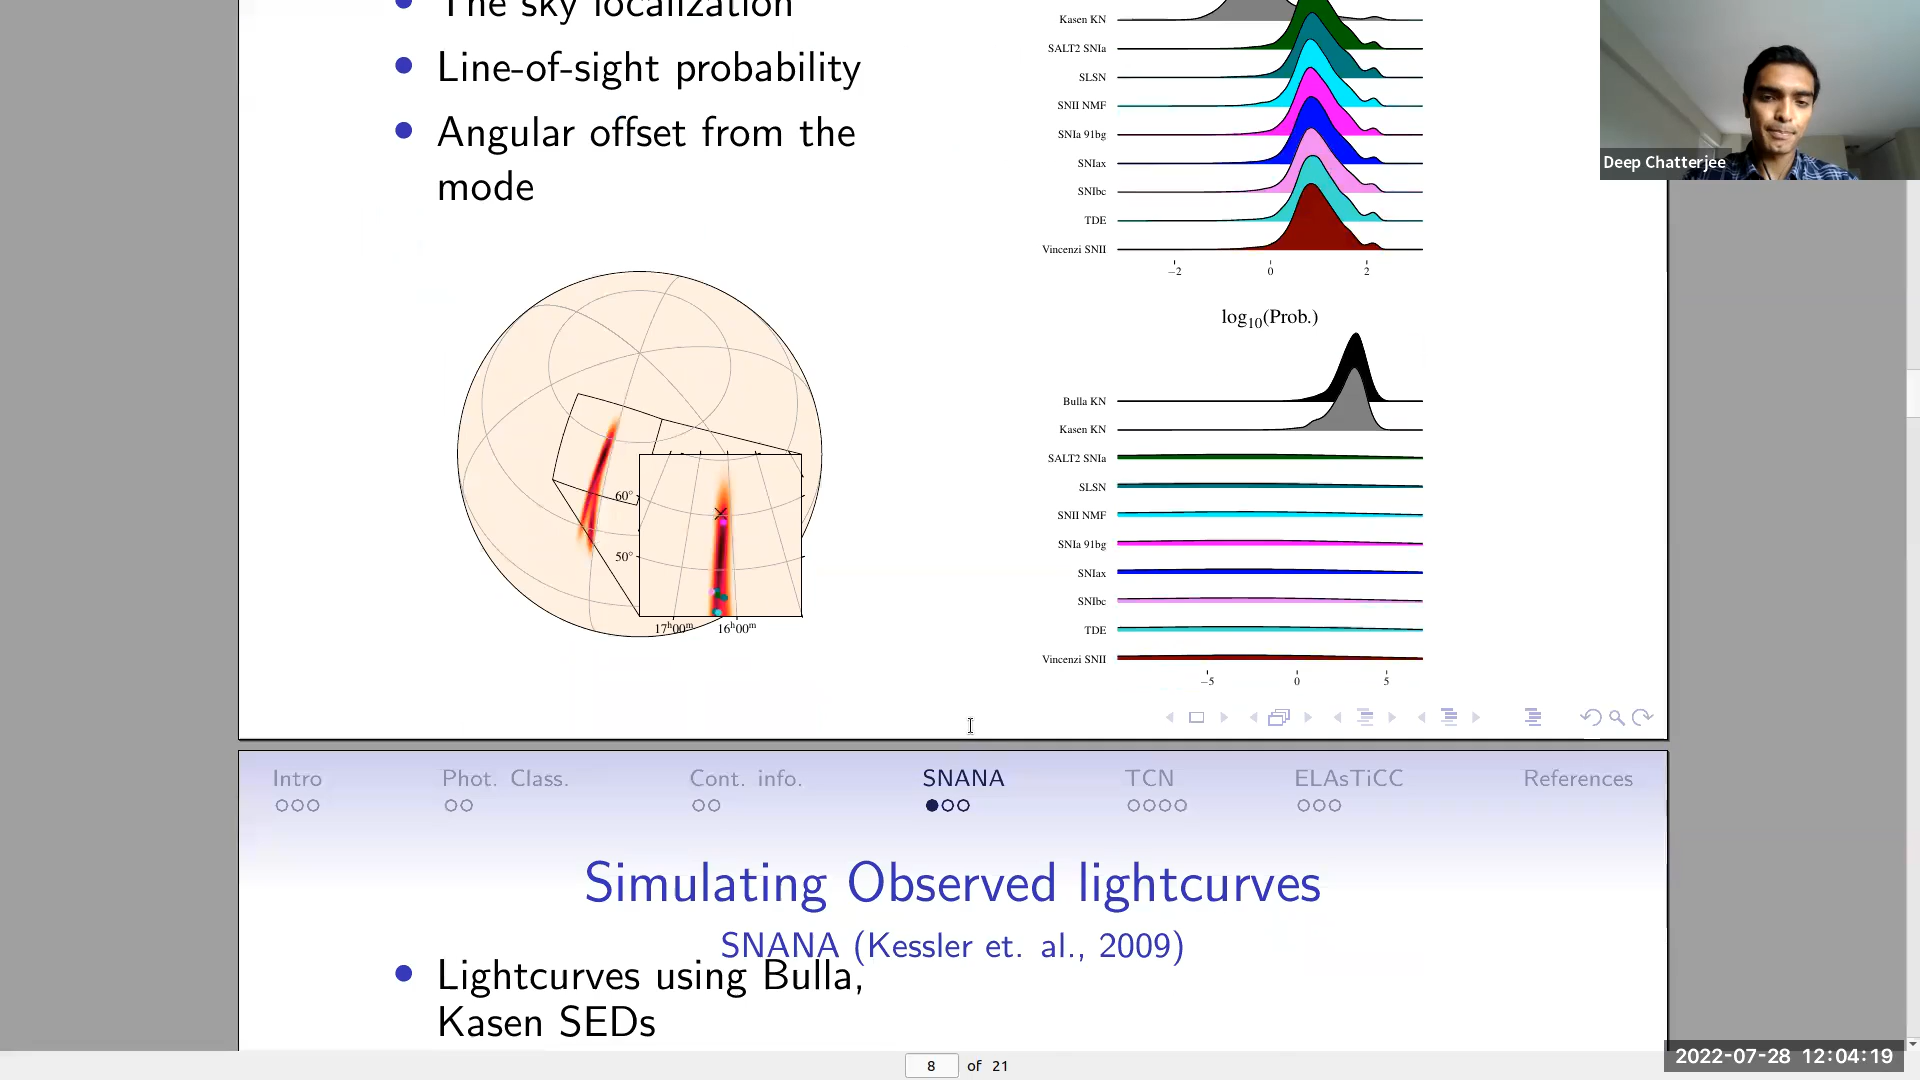 The sky localization
Line-of-sight probability
Angular offset from the
mode
Kasen KN
SALT2 SNIa
SLSN
SNII NMF
SNIa 91bg
SNIax
SNIbc
TDE
Vincenzi SNII
−2 0 2
log10(Prob.)
Bulla KN
Kasen KN
SALT2 SNIa
SLSN
SNII NMF
SNIa 91bg
SNIax
SNIbc
TDE
Vincenzi SNII
−5 0 5
60°
50°
17h00m 16h00m
Deep Chatterjee
Intro Phot. Class. Cont. info. SNANA TCN ELAsTiCC References
Simulating Observed lightcurves
SNANA (Kessler et. al., 2009)
Lightcurves using Bulla,
Kasen SEDs
8 of 21
2022-07-28 12:04:19